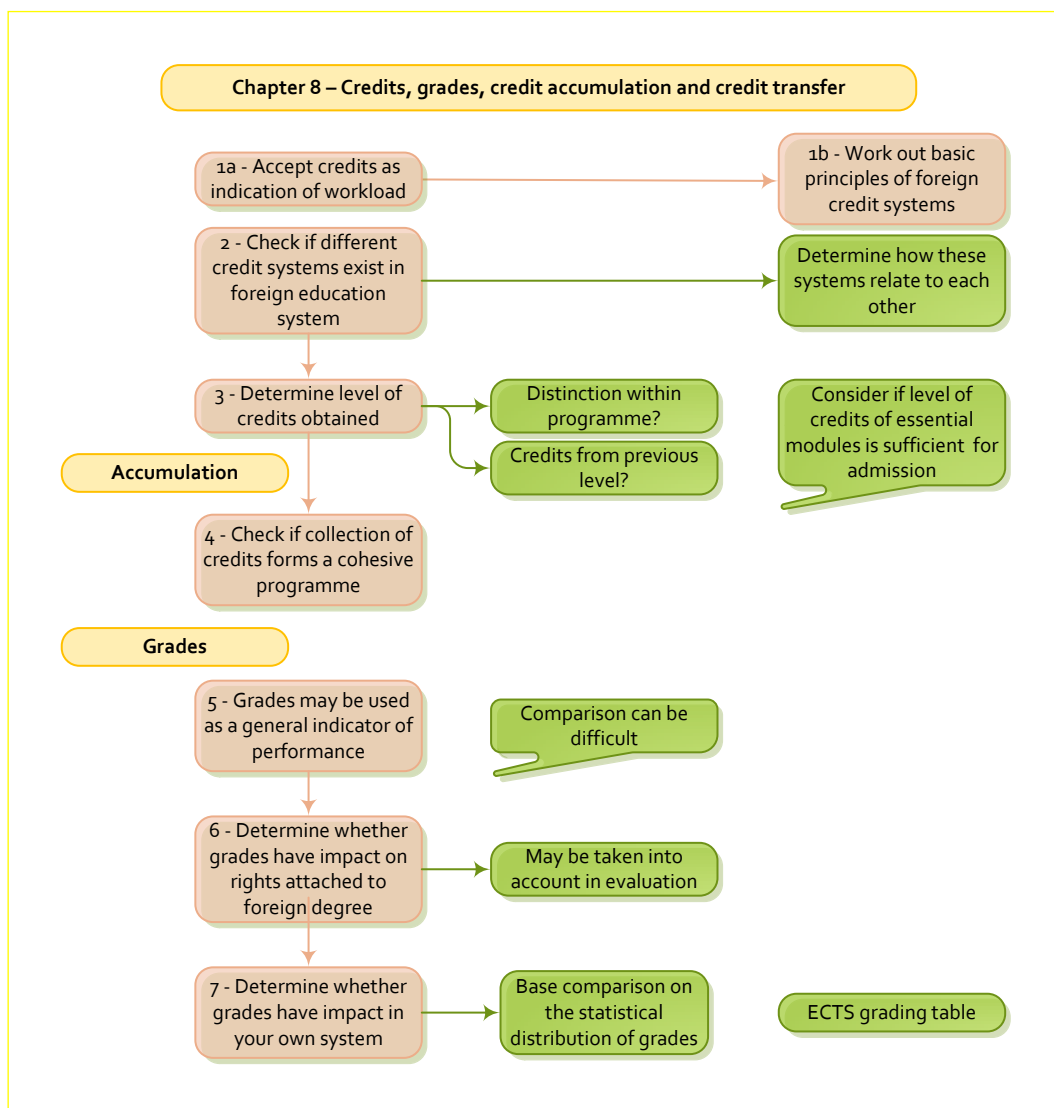 Chapter 8 – Credits, grades, credit accumulation and credit transfer
1a - Accept credits as
indication of workload
1b - Work out basic
principles of foreign
credit systems
2 - Check if different
credit systems exist in
foreign education
system
Determine how these
systems relate to each
other
3 - Determine level of
credits obtained
Distinction within
programme?
Credits from previous
level?
Consider if level of
credits of essential
modules is sufficient for
admission
Accumulation
4 - Check if collection of
credits forms a cohesive
programme
Grades
5 - Grades may be used
as a general indicator of
performance
Comparison can be
difficult
6 - Determine whether
grades have impact on
rights attached to
foreign degree
May be taken into
account in evaluation
7 - Determine whether
grades have impact in
your own system
Base comparison on
the statistical
distribution of grades
ECTS grading table